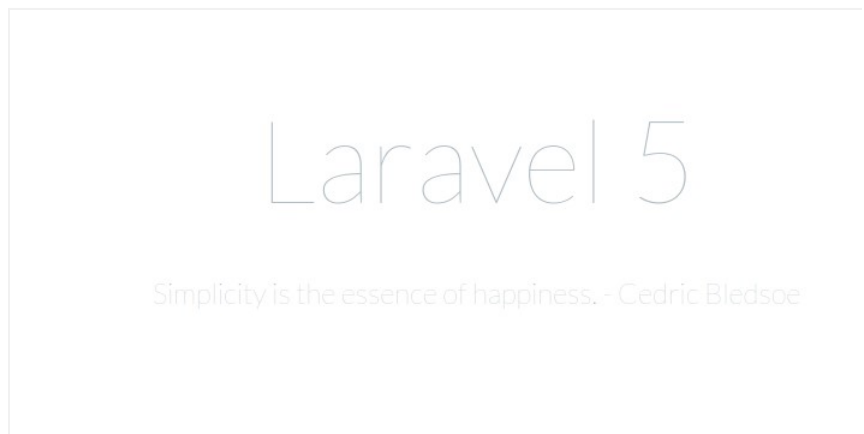 Laravel 5
Simplicity is the essence of happiness. - Cedric Bledsoe